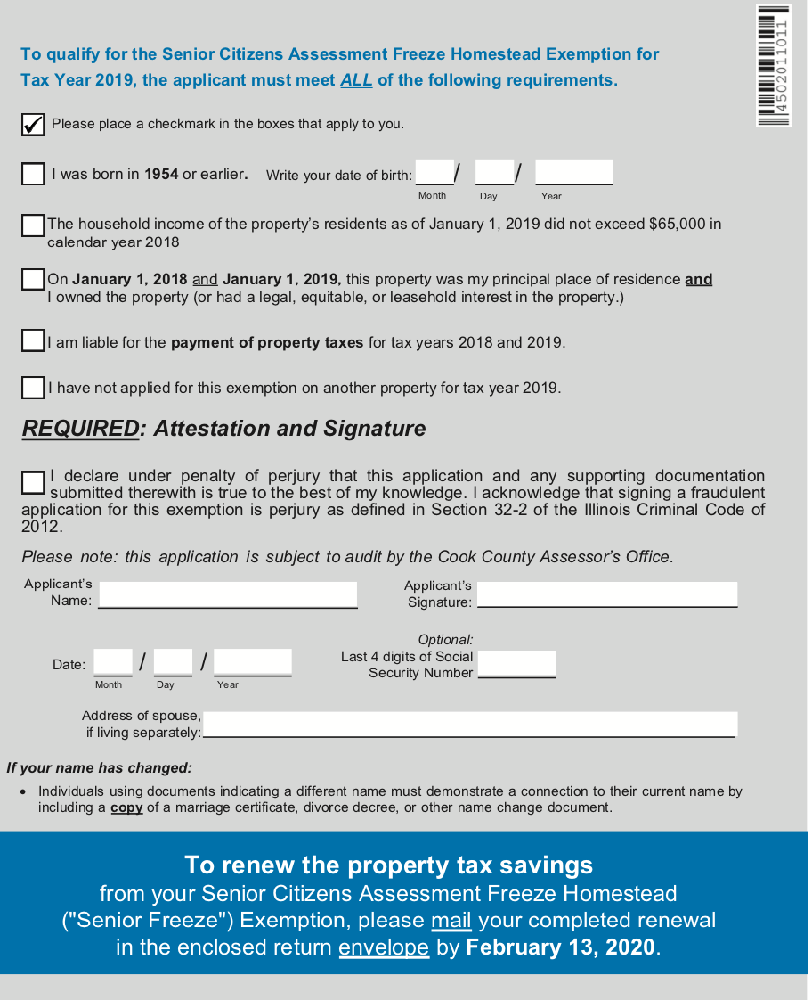 4502011011
To qualify for the Senior Citizens Assessment Freeze Homestead Exemption for
Tax Year 2019, the applicant must meet ALL of the following requirements.
Please place a checkmark in the boxes that apply to you.
I was born in 1954 or earlier. Write your date of birth: / /
Month Day Year
The household income of the property's residents as of January 1, 2019 did not exceed $65,000 in
calendar year 2018
On January 1, 2018 and January 1, 2019, this property was my principal place of residence and
I owned the property (or had a legal, equitable, or leasehold interest in the property.)
I am liable for the payment of property taxes for tax years 2018 and 2019.
I have not applied for this exemption on another property for tax year 2019.
REQUIRED: Attestation and Signature
I declare under penalty of perjury that this application and any supporting documentation
submitted therewith is true to the best of my knowledge. I acknowledge that signing a fraudulent
application for this exemption is perjury as defined in Section 32-2 of the Illinois Criminal Code of
2012.
Please note: this application is subject to audit by the Cook County Assessor's Office.
Applicant's
Name:
Applicant's
Signature:
Date: / /
Month Day Year
Optional:
Last 4 digits of Social
Security Number
Address of spouse,
if living separately:
If your name has changed:
• Individuals using documents indicating a different name must demonstrate a connection to their current name by
including a copy of a marriage certificate, divorce decree, or other name change document.
To renew the property tax savings
from your Senior Citizens Assessment Freeze Homestead
("Senior Freeze") Exemption, please mail your completed renewal
in the enclosed return envelope by February 13, 2020.